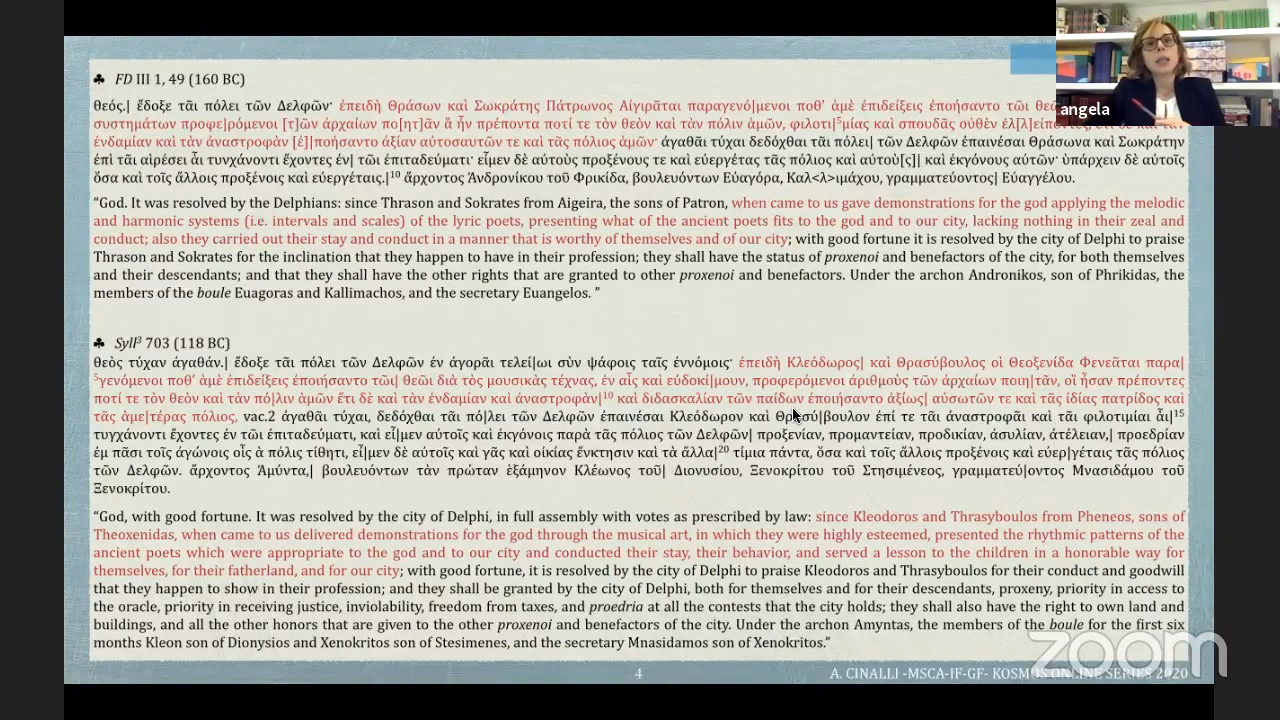 angela
♣ FD III 1, 49 (160 BC)
θεός.| ἔδοξε τᾶι πόλει τῶν Δελφῶν· ἐπειδὴ Θράσων καὶ Σωκράτης Πάτρωνος Αἰγιρᾶται παραγενό|μενοι ποθ’ ἁμὲ ἐπιδείξεις ἐποιήσαντο τῶι
συστημάτων προφε|ρόμενοι [τ]ῶν ἀρχαίων
ἐνδαμίαν καὶ τὰν ἀναστροφὰν [ἐ]||ποήσαντο ἀξίαν αὐτοσαυτῶν τε καὶ τᾶς πόλιος ἁμῶν· ἀγαθᾶι τύχαι δεδόχθαι τᾶι πόλει| τῶν Δελφῶν ἐπαινέσαι Θράσωνα καὶ Σωκράτην
ἐπὶ τᾶι αἱρέσει ἇι τυνχάνοντι ἔχοντες ἐν| τῶι ἐπιταδεύματι· εἶμεν δὲ αὐτοὺς προξένους τε καὶ εὐεργέτας τᾶς πόλιος καὶ αὐτοὺ[ς]| καὶ ἐκγόνους αὐτῶν· ὑπάρχειν δὲ αὐτοῖς
ὅσα καὶ τοῖς ἄλλοις προξένοις καὶ εὐεργέταις.|¹⁰ ἄρχοντος Ἀνδρονίκου τοῦ Φρικίδα, βουλευόντων Εὐαγόρα, Καλ<λ>ιμάχου, γραμματεύοντος| Εὐαγγέλου.
“God. It was resolved by the Delphians: since Thrason and Sokrates from Aigeira, the sons of Patron, when came to us gave demonstrations for the god applying the melodic
and harmonic systems (i.e. intervals and scales) of the lyric poets, presenting what of the ancient poets fits to the god and to our city, lacking nothing in their zeal and
conduct; also they carried out their stay and conduct in a manner that is worthy of themselves and of our city; with good fortune it is resolved by the city of Delphi to praise
Thrason and Sokrates for the inclination that they happen to have in their profession; they shall have the status of proxenoi and benefactors of the city, for both themselves
and their descendants; and that they shall have the other rights that are granted to other proxenoi and benefactors. Under the archon Andronikos, son of Phrikidas, the
members of the boule Euagoras and Kallimachos, and the secretary Euangelos. ”
♣ Syll³ 703 (118 BC)
θεὸς τύχαν ἀγαθάν.| ἔδοξε τᾶι πόλει τῶν Δελφῶν ἐν ἀγορᾶι τελεί|ωι σὺν ψάφοις ταῖς ἐννόμοις· ἐπειδὴ Κλεόδωρος| καὶ Θρασύβουλος οἱ Θεοξενίδα Φενεᾶται παρα|
⁵γενόμενοι ποθ’ ἁμὲ ἐπιδείξεις ἐποιήσαντο τῶι| θεῶι διὰ τὸς μουσικᾶς τέχνας, ἐν αἷς καὶ εὐδοκί|μουν, προφερόμενοι ἀριθμοὺς τῶν ἀρχαίων ποιη|τᾶν, οἳ ἦσαν πρέποντες
ποτί τε τὸν θεὸν καὶ τὰν πό|λιν ἁμῶν ἔτι δὲ καὶ τὰν ἐνδαμίαν καὶ ἀναστροφὰν|¹⁰ καὶ διδασκαλίαν τῶν παίδων ἐποιήσαντο ἀξίως| αὐσωτῶν τε καὶ τᾶς ἰδίας πατρίδος καὶ
τᾶς ἁμε|τέρας πόλιος, vac.2 ἀγαθᾶι τύχαι, δεδόχθαι τᾶι πό|λει τῶν Δελφῶν ἐπαινέσαι Κλεόδωρον καὶ Θρασύ|βουλον ἐπί τε τᾶι ἀναστροφᾶι καὶ τᾶι φιλοτιμίαι ἇι|¹⁵
τυγχάνοντι ἔχοντες ἐν τῶι ἐπιταδεύματι, καὶ εἶ|μεν αὐτοῖς καὶ ἐκγόνοις παρὰ τᾶς πόλιος τῶν Δελφῶν| προξενίαν, προμαντείαν, προδικίαν, ἀσυλίαν, ἀτέλειαν,| προεδρίαν
ἐμ πᾶσι τοῖς ἀγώνοις οἷς ἁ πόλις τίθητι, εἶ|μεν δὲ αὐτοῖς καὶ γᾶς καὶ οἰκίας ἔνκτησιν καὶ τὰ ἄλλα|²⁰ τίμια πάντα, ὅσα καὶ τοῖς ἄλλοις προξένοις καὶ εὐερ|γέταις τᾶς πόλιος
τῶν Δελφῶν. ἄρχοντος Ἀμύντα,| βουλευόντων τὰν πρώταν ἑξάμηνον Κλέωνος τοῦ| Διονυσίου, Ξενοκρίτου τοῦ Στησιμένεος, γραμματεύ|οντος Μνασιδάμου τοῦ
Ξενοκρίτου.
“God, with good fortune. It was resolved by the city of Delphi, in full assembly with votes as prescribed by law: since Kleodoros and Thrasyboulos from Pheneos, sons of
Theoxenidas, when came to us delivered demonstrations for the god through the musical art, in which they were highly esteemed, presented the rhythmic patterns of the
ancient poets which were appropriate to the god and to our city and conducted their stay, their behavior, and served a lesson to the children in a honorable way for
themselves, for their fatherland, and for our city; with good fortune, it is resolved by the city of Delphi to praise Kleodoros and Thrasyboulos for their conduct and goodwill
that they happen to show in their profession; and they shall be granted by the city of Delphi, both for themselves and for their descendants, proxeny, priority in access to
the oracle, priority in receiving justice, inviolability, freedom from taxes, and proedria at all the contests that the city holds; they shall also have the right to own land and
buildings, and all the other honors that are given to the other proxenoi and benefactors of the city. Under the archon Amyntas, the members of the boule for the first six
months Kleon son of Dionysios and Xenokritos son of Stesimenes, and the secretary Mnasidamos son of Xenokritos.”
zoom
4
A. CINALLI -MSCA-IF-GF- KOSMOS ONLINE SERIES 2020